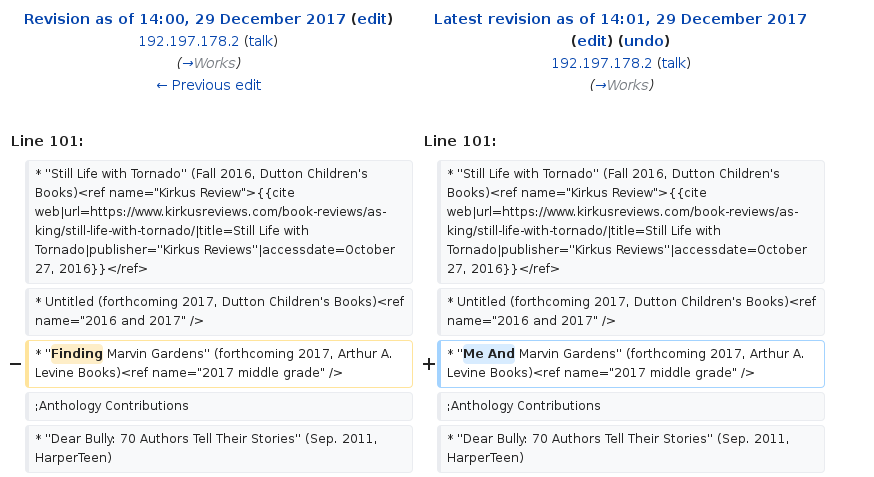 Revision as of 14:00, 29 December 2017 (edit)
192.197.178.2 (talk)
(→Works)
← Previous edit
Latest revision as of 14:01, 29 December 2017
(edit) (undo)
192.197.178.2 (talk)
(→Works)
Line 101:
* "Still Life with Tornado" (Fall 2016, Dutton Children's
Books)<ref name="Kirkus Review">{{cite
web|url=https://www.kirkusreviews.com/book-reviews/as-
king/still-life-with-tornado/|title=Still Life with
Tornado|publisher="Kirkus Reviews"|accessdate=October
27, 2016}}</ref>
* Untitled (forthcoming 2017, Dutton Children's Books)<ref
name="2016 and 2017" />
− * "Finding Marvin Gardens" (forthcoming 2017, Arthur A.
Levine Books)<ref name="2017 middle grade" />
;Anthology Contributions
* "Dear Bully: 70 Authors Tell Their Stories" (Sep. 2011,
HarperTeen)
Line 101:
* "Still Life with Tornado" (Fall 2016, Dutton Children's
Books)<ref name="Kirkus Review">{{cite
web|url=https://www.kirkusreviews.com/book-reviews/as-
king/still-life-with-tornado/|title=Still Life with
Tornado|publisher="Kirkus Reviews"|accessdate=October
27, 2016}}</ref>
* Untitled (forthcoming 2017, Dutton Children's Books)<ref
name="2016 and 2017" />
+ * "Me And Marvin Gardens" (forthcoming 2017, Arthur A.
Levine Books)<ref name="2017 middle grade" />
;Anthology Contributions
* "Dear Bully: 70 Authors Tell Their Stories" (Sep. 2011,
HarperTeen)